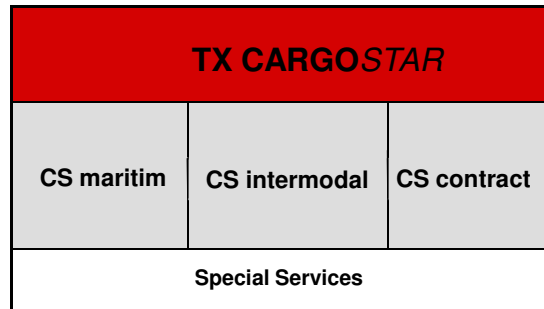 TX CARGOSTAR
CS maritim CS intermodal CS contract
Special Services